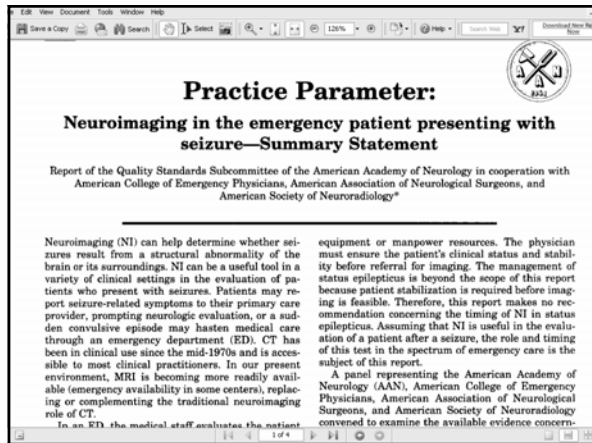 Edit View Document Tools Window Help
Save a Copy Search Select 126% Help Search Web Y! Download New Reader Now
Practice Parameter:
Neuroimaging in the emergency patient presenting with
seizure—Summary Statement
Report of the Quality Standards Subcommittee of the American Academy of Neurology in cooperation with
American College of Emergency Physicians, American Association of Neurological Surgeons, and
American Society of Neuroradiology*
Neuroimaging (NI) can help determine whether sei-
zures result from a structural abnormality of the
brain or its surroundings. NI can be a useful tool in a
variety of clinical settings in the evaluation of pa-
tients who present with seizures. Patients may re-
port seizure-related symptoms to their primary care
provider, prompting neurologic evaluation, or a sud-
den convulsive episode may hasten medical care
through an emergency department (ED). CT has
been in clinical use since the mid-1970s and is acces-
sible to most clinical practitioners. In our present
environment, MRI is becoming more readily avail-
able (emergency availability in some centers), replac-
ing or complementing the traditional neuroimaging
role of CT.
In an ED, the medical staff evaluates the patient
equipment or manpower resources. The physician
must ensure the patient's clinical status and stabil-
ity before referral for imaging. The management of
status epilepticus is beyond the scope of this report
because patient stabilization is required before imag-
ing is feasible. Therefore, this report makes no rec-
ommendation concerning the timing of NI in status
epilepticus. Assuming that NI is useful in the evalu-
ation of a patient after a seizure, the role and timing
of this test in the spectrum of emergency care is the
subject of this report.
A panel representing the American Academy of
Neurology (AAN), American College of Emergency
Physicians, American Association of Neurological
Surgeons, and American Society of Neuroradiology
convened to examine the available evidence concern-
1 of 4